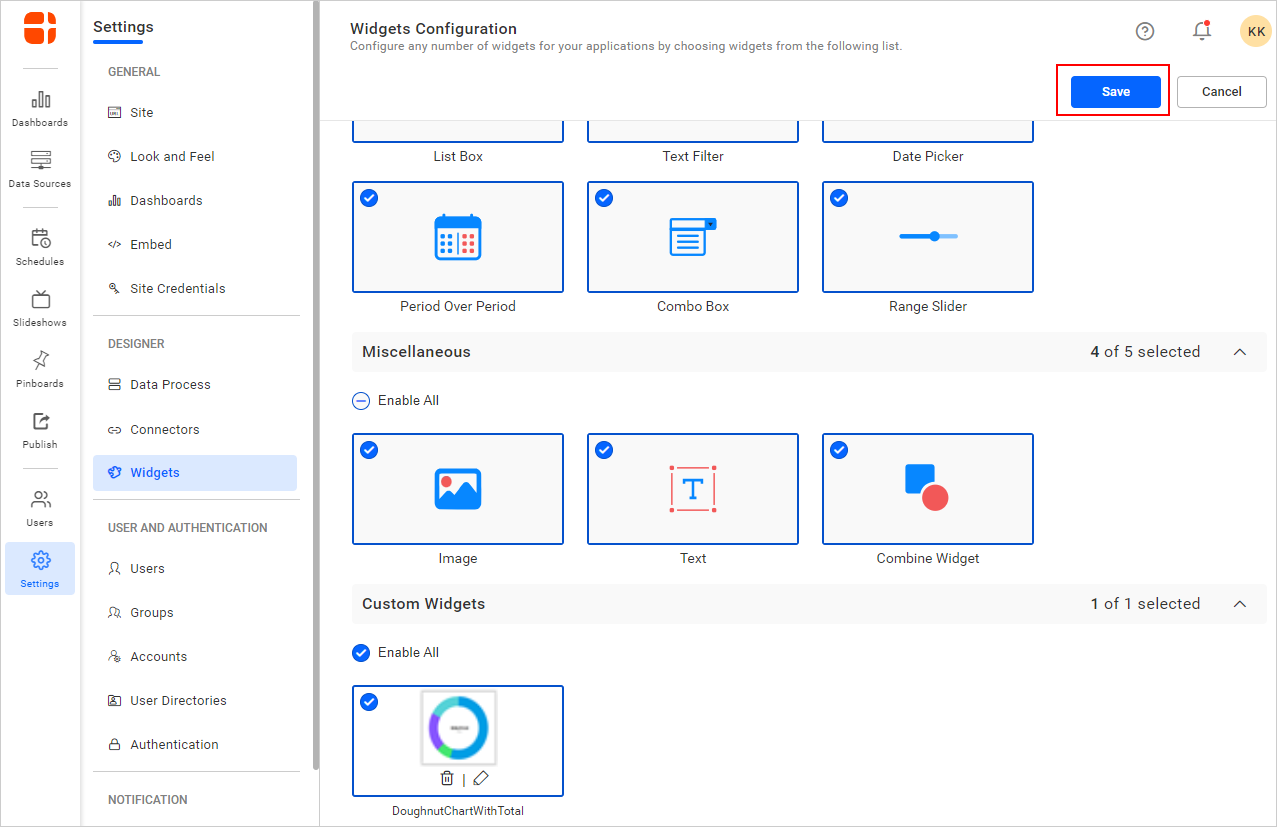 Dashboards
Data Sources
Schedules
Slideshows
Pinboards
Publish
Users
Settings
Settings
GENERAL
Site
Look and Feel
Dashboards
Embed
Site Credentials
DESIGNER
Data Process
Connectors
Widgets
USER AND AUTHENTICATION
Users
Groups
Accounts
User Directories
Authentication
NOTIFICATION
Widgets Configuration
Configure any number of widgets for your applications by choosing widgets from the following list.
KK
Save
Cancel
List Box
Text Filter
Date Picker
Period Over Period
Combo Box
Range Slider
Miscellaneous
4 of 5 selected
Enable All
T
Image
Text
Combine Widget
Custom Widgets
1 of 1 selected
Enable All
DoughnutChartWithTotal